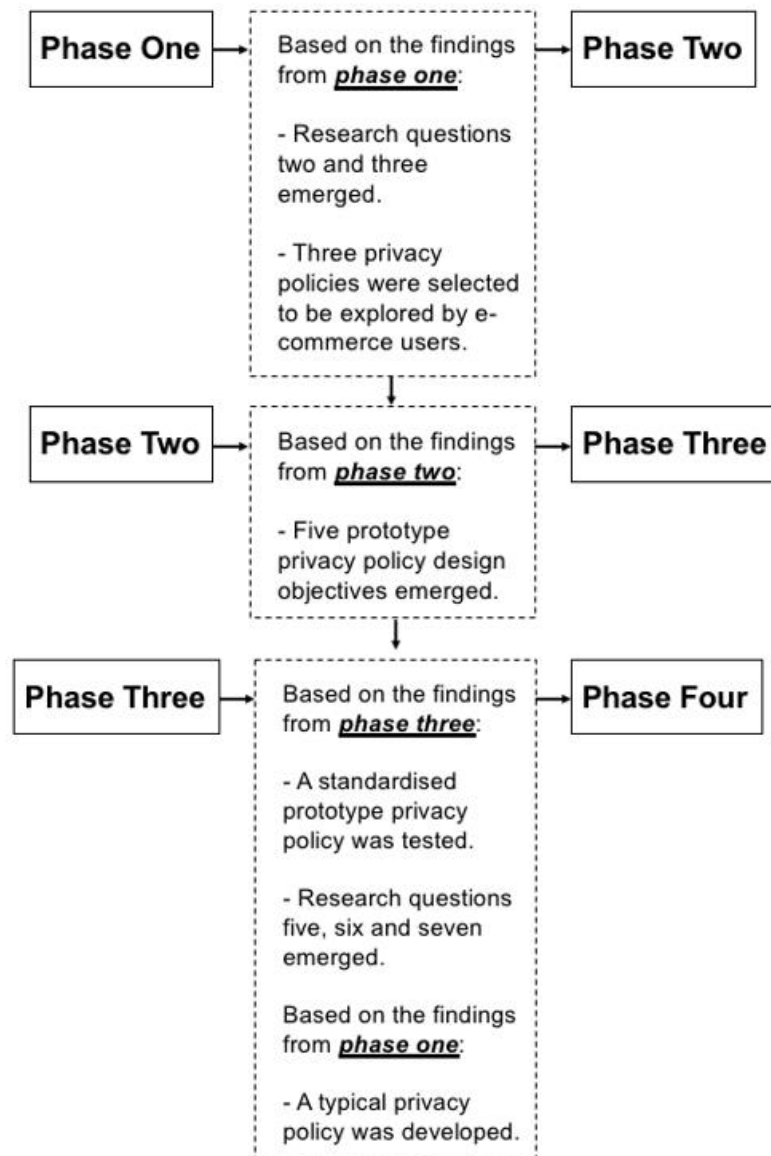 Phase One
Based on the findings
from phase one:
- Research questions
two and three
emerged.
- Three privacy
policies were selected
to be explored by e-
commerce users.
Phase Two
Phase Two
Based on the findings
from phase two:
- Five prototype
privacy policy design
objectives emerged.
Phase Three
Phase Three
Based on the findings
from phase three:
- A standardised
prototype privacy
policy was tested.
- Research questions
five, six and seven
emerged.
Based on the findings
from phase one:
- A typical privacy
policy was developed.
Phase Four